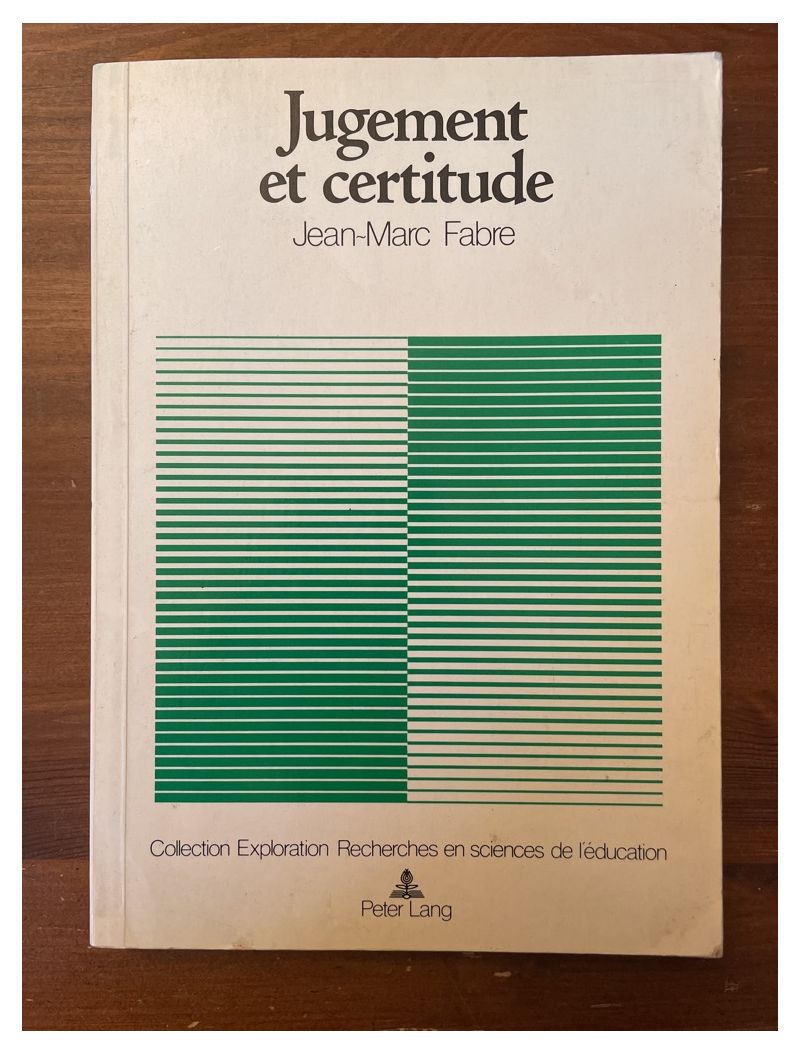 Jugement
et certitude
Jean~Marc Fabre
Collection Exploration Recherches en sciences de l'éducation
Peter Lang